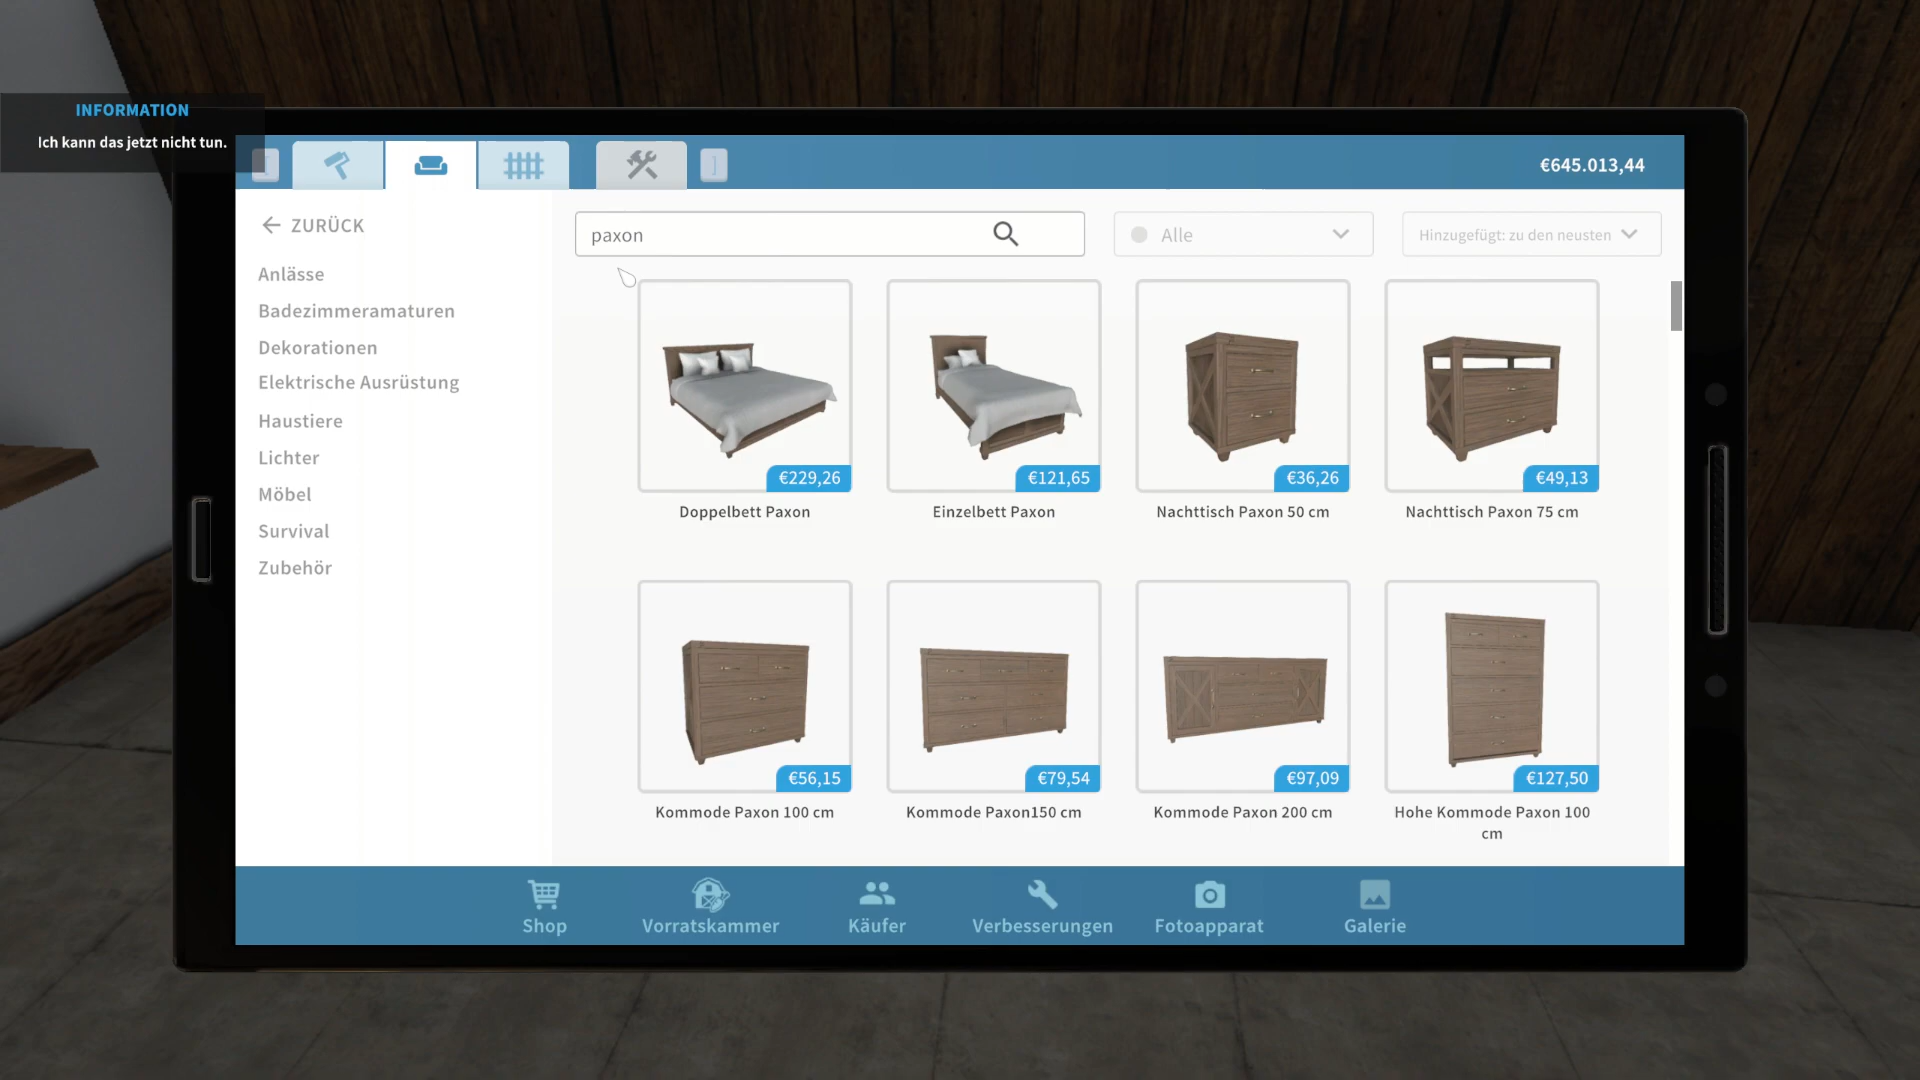 INFORMATION
Ich kann das jetzt nicht tun.
[
]
€645.013,44
ZURÜCK
paxon
Alle
Hinzugefügt: zu den neusten
Anlässe
Badezimmeramaturen
Dekorationen
Elektrische Ausrüstung
Haustiere
Lichter
Möbel
Survival
Zubehör
€229,26
€121,65
€36,26
€49,13
Doppelbett Paxon
Einzelbett Paxon
Nachttisch Paxon 50 cm
Nachttisch Paxon 75 cm
€56,15
€79,54
€97,09
€127,50
Kommode Paxon 100 cm
Kommode Paxon150 cm
Kommode Paxon 200 cm
Hohe Kommode Paxon 100
cm
Shop
Vorratskammer
Käufer
Verbesserungen
Fotoapparat
Galerie